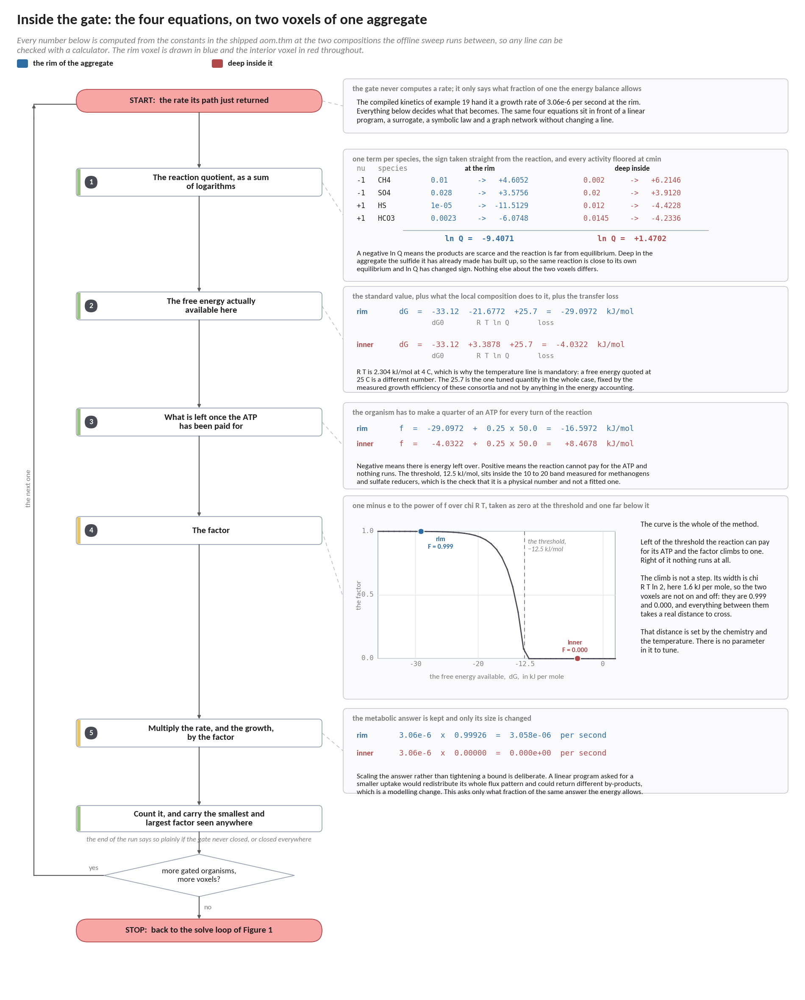 Inside the gate: the four equations, on two voxels of one aggregate
Every number below is computed from the constants in the shipped aom.thm at the two compositions the offline sweep runs between, so any line can be
checked with a calculator. The rim voxel is drawn in blue and the interior voxel in red throughout.
the rim of the aggregate
deep inside it
START: the rate its path just returned
the gate never computes a rate; it only says what fraction of one the energy balance allows
The compiled kinetics of example 19 hand it a growth rate of 3.06e-6 per second at the rim.
Everything below decides what that becomes. The same four equations sit in front of a linear
program, a surrogate, a symbolic law and a graph network without changing a line.
1
The reaction quotient, as a sum
of logarithms
one term per species, the sign taken straight from the reaction, and every activity floored at cmin
nu species at the rim deep inside
-1 CH4 0.01 -> +4.6052 0.002 -> +6.2146
-1 SO4 0.028 -> +3.5756 0.02 -> +3.9120
+1 HS 1e-05 -> -11.5129 0.012 -> -4.4228
+1 HCO3 0.0023 -> -6.0748 0.0145 -> -4.2336
ln Q = -9.4071 ln Q = +1.4702
A negative ln Q means the products are scarce and the reaction is far from equilibrium. Deep in the
aggregate the sulfide it has already made has built up, so the same reaction is close to its own
equilibrium and ln Q has changed sign. Nothing else about the two voxels differs.
2
The free energy actually
available here
the standard value, plus what the local composition does to it, plus the transfer loss
rim dG = -33.12 -21.6772 +25.7 = -29.0972 kJ/mol
dG0 R T ln Q loss
inner dG = -33.12 +3.3878 +25.7 = -4.0322 kJ/mol
dG0 R T ln Q loss
R T is 2.304 kJ/mol at 4 C, which is why the temperature line is mandatory: a free energy quoted at
25 C is a different number. The 25.7 is the one tuned quantity in the whole case, fixed by the
measured growth efficiency of these consortia and not by anything in the energy accounting.
3
What is left once the ATP
has been paid for
the organism has to make a quarter of an ATP for every turn of the reaction
rim f = -29.0972 + 0.25 x 50.0 = -16.5972 kJ/mol
inner f = -4.0322 + 0.25 x 50.0 = +8.4678 kJ/mol
Negative means there is energy left over. Positive means the reaction cannot pay for the ATP and
nothing runs. The threshold, 12.5 kJ/mol, sits inside the 10 to 20 band measured for methanogens
and sulfate reducers, which is the check that it is a physical number and not a fitted one.
the next one
4
The factor
one minus e to the power of f over chi R T, taken as zero at the threshold and one far below it
1.0
0.5
0.0
the factor
rim
F = 0.999
the threshold,
−12.5 kJ/mol
inner
F = 0.000
-30 -20 -12.5 0
the free energy available, dG, in kJ per mole
The curve is the whole of the method.
Left of the threshold the reaction can pay
for its ATP and the factor climbs to one.
Right of it nothing runs at all.
The climb is not a step. Its width is chi
R T ln 2, here 1.6 kJ per mole, so the two
voxels are not on and off: they are 0.999
and 0.000, and everything between them
takes a real distance to cross.
That distance is set by the chemistry and
the temperature. There is no parameter
in it to tune.
5
Multiply the rate, and the growth,
by the factor
the metabolic answer is kept and only its size is changed
rim 3.06e-6 x 0.99926 = 3.058e-06 per second
inner 3.06e-6 x 0.00000 = 0.000e+00 per second
Scaling the answer rather than tightening a bound is deliberate. A linear program asked for a
smaller uptake would redistribute its whole flux pattern and could return different by-products,
which is a modelling change. This asks only what fraction of the same answer the energy allows.
Count it, and carry the smallest and
largest factor seen anywhere
the end of the run says so plainly if the gate never closed, or closed everywhere
yes
more gated organisms,
more voxels?
no
STOP: back to the solve loop of Figure 1